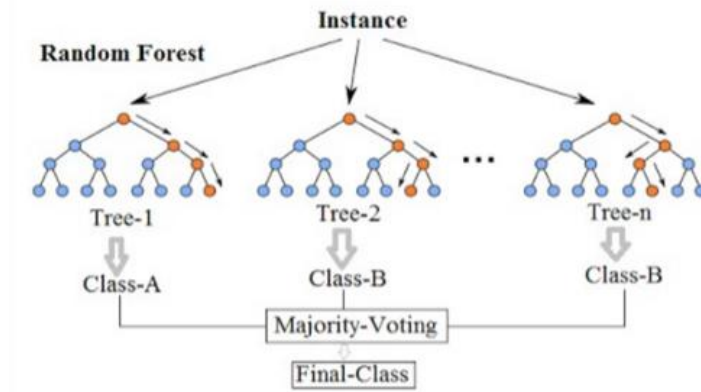 Instance
Random Forest
...
Tree-1 Tree-2 Tree-n
Class-A Class-B Class-B
Majority-Voting
Final-Class